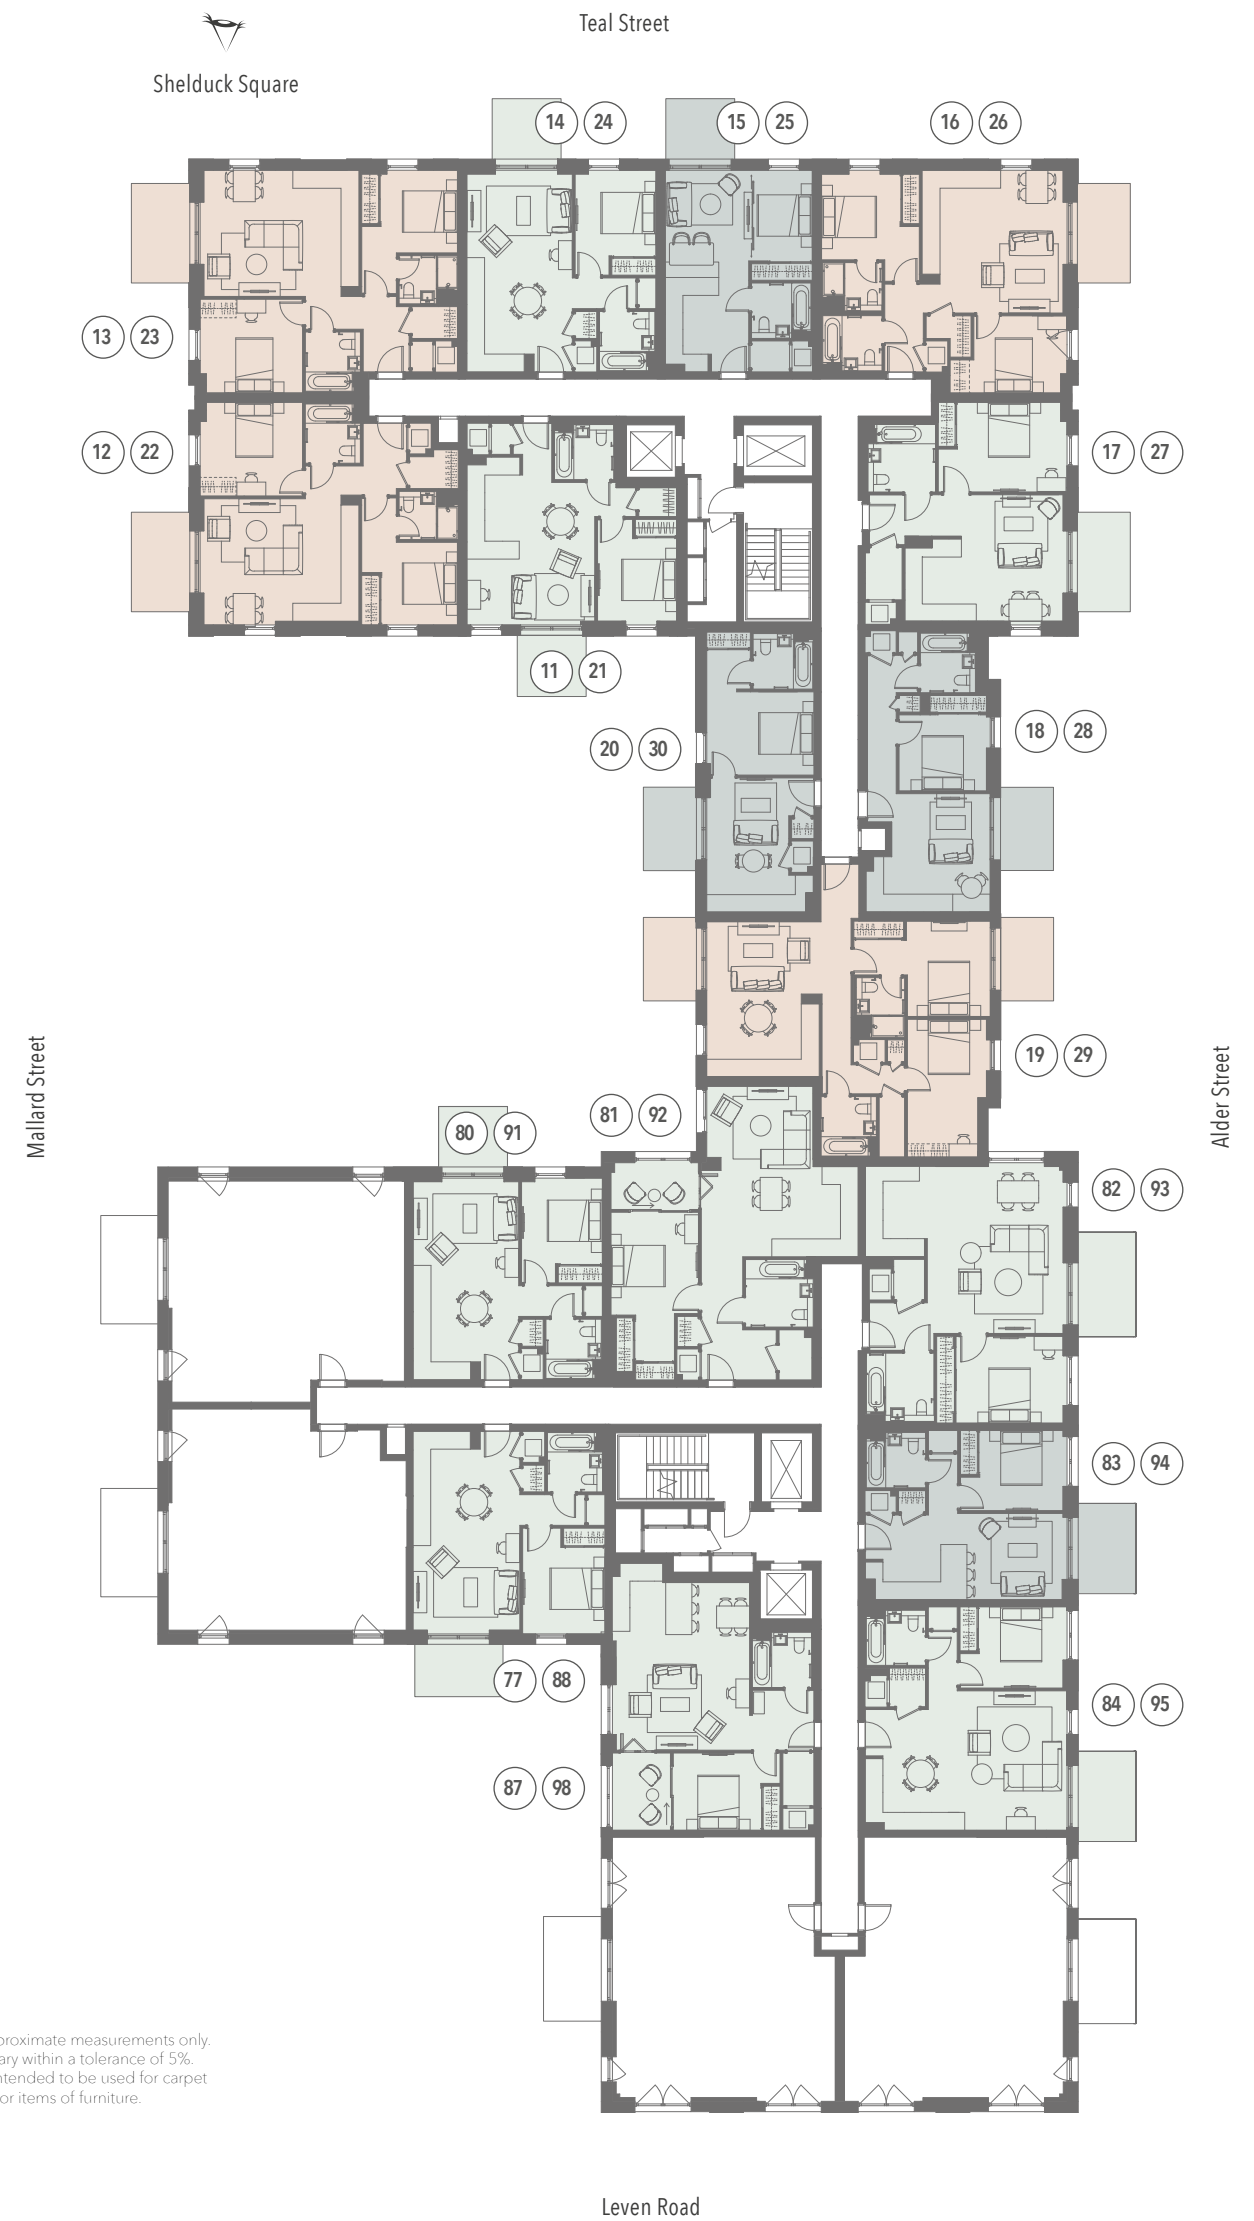 Teal Street
Shelduck Square
14 24
15 25
16 26
13 23
12 22
17 27
11 21
20 30
18 28
19 29
Mallard Street
Alder Street
80 91
81 92
82 93
83 94
77 88
84 95
87 98
proximate measurements only.
ary within a tolerance of 5%.
ntended to be used for carpet
or items of furniture.
Leven Road